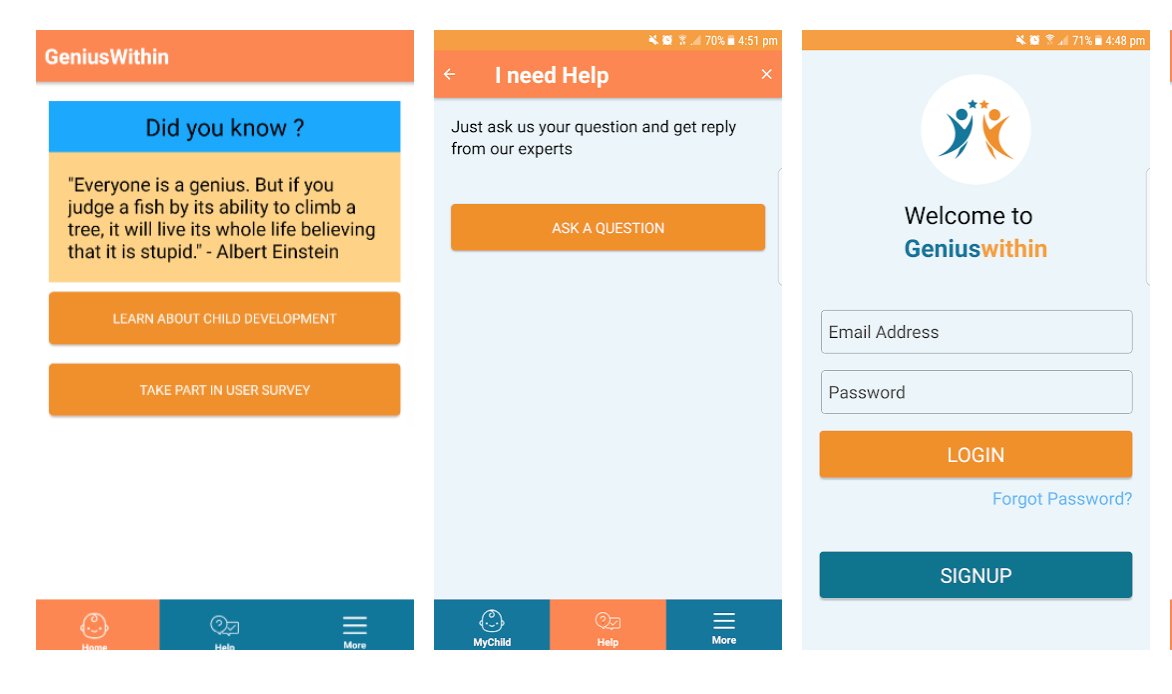 GeniusWithin
Did you know ?
"Everyone is a genius. But if you
judge a fish by its ability to climb a
tree, it will live its whole life believing
that it is stupid." - Albert Einstein
LEARN ABOUT CHILD DEVELOPMENT
TAKE PART IN USER SURVEY
Home
Help
More
70% 4:51 pm
I need Help
Just ask us your question and get reply
from our experts
ASK A QUESTION
MyChild
Help
More
71% 4:48 pm
Welcome to
Geniuswithin
Email Address
Password
LOGIN
Forgot Password?
SIGNUP